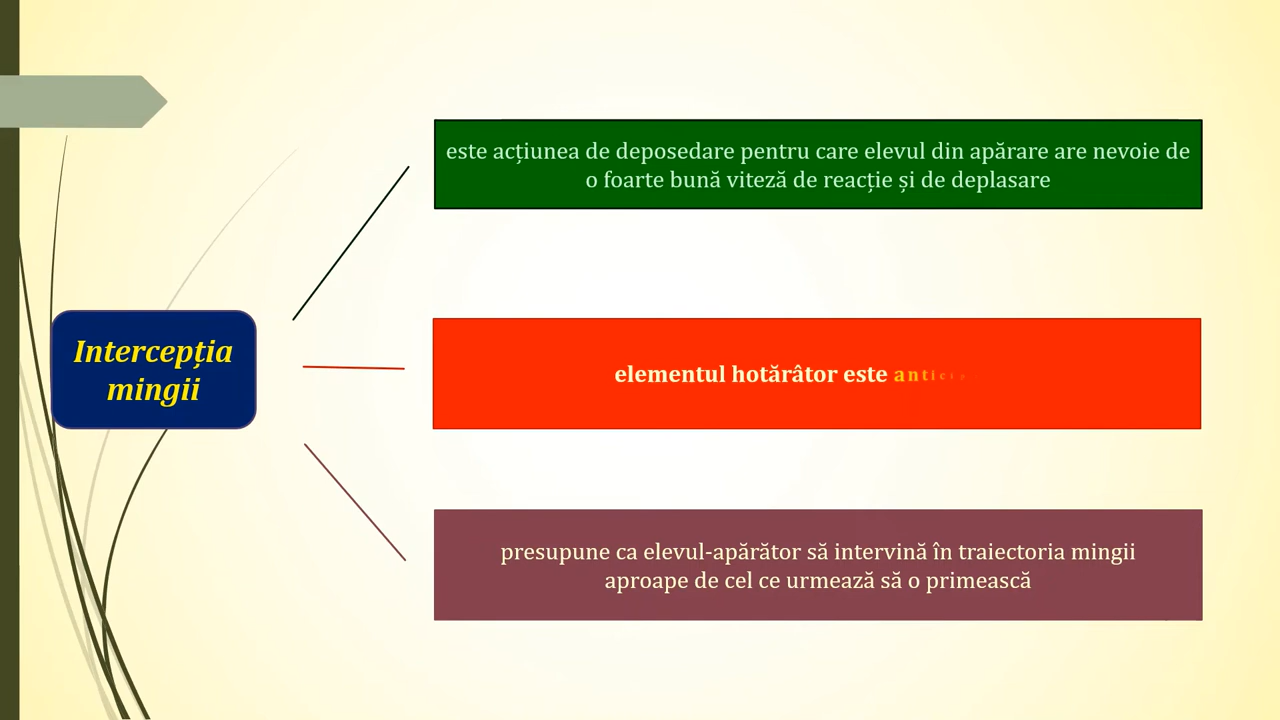 este acțiunea de deposedare pentru care elevul din apărare are nevoie de
o foarte bună viteză de reacție și de deplasare
Intercepția
mingii
elementul hotărâtor este
presupune ca elevul-apărător să intervină în traiectoria mingii
aproape de cel ce urmează să o primească